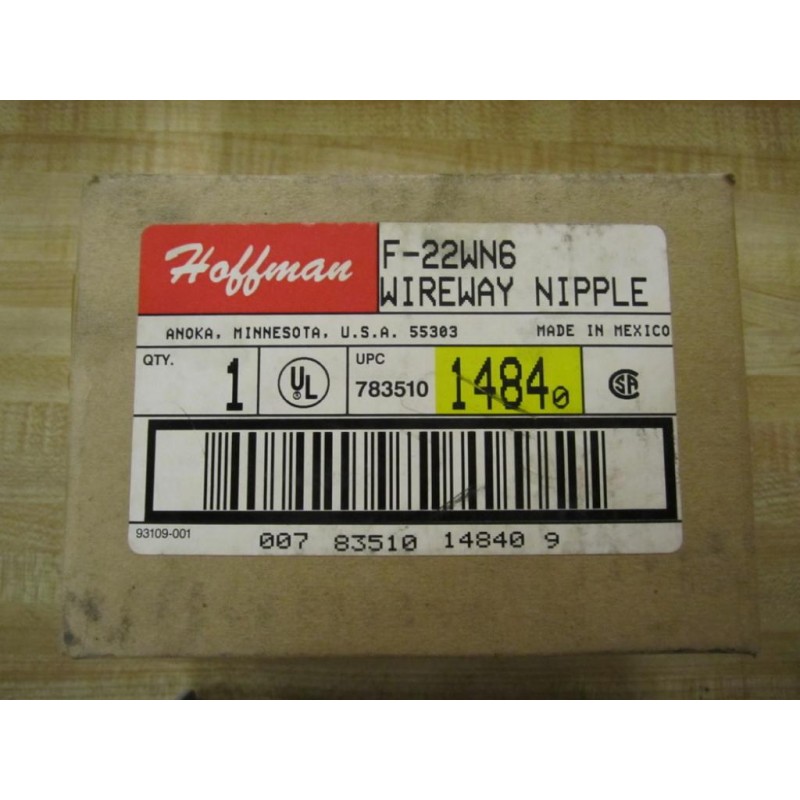 Hoffman
F-22WN6
WIREWAY NIPPLE
ANOKA, MINNESOTA, U.S.A. 55303 MADE IN MEXICO
QTY. 1
UL
®
UPC
783510 14840
SA
93109-001
007 83510 14840 9